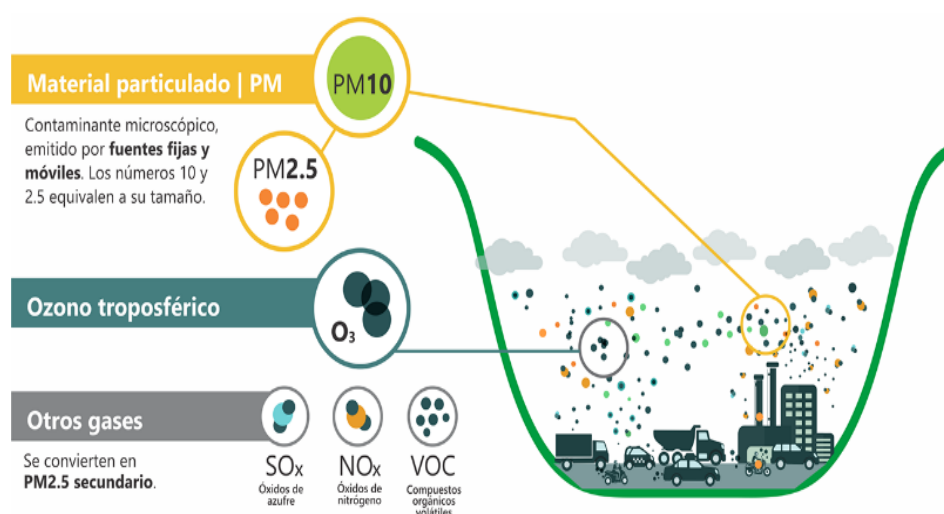 Material particulado | PM
PM10
Contaminante microscópico,
emitido por fuentes fijas y
móviles. Los números 10 y
2.5 equivalen a su tamaño.
PM2.5
Ozono troposférico
O₃
Otros gases
Se convierten en
PM2.5 secundario.
SOx
Óxidos de
azufre
NOx
Óxidos de
nitrógeno
VOC
Compuestos
orgánicos
volátiles